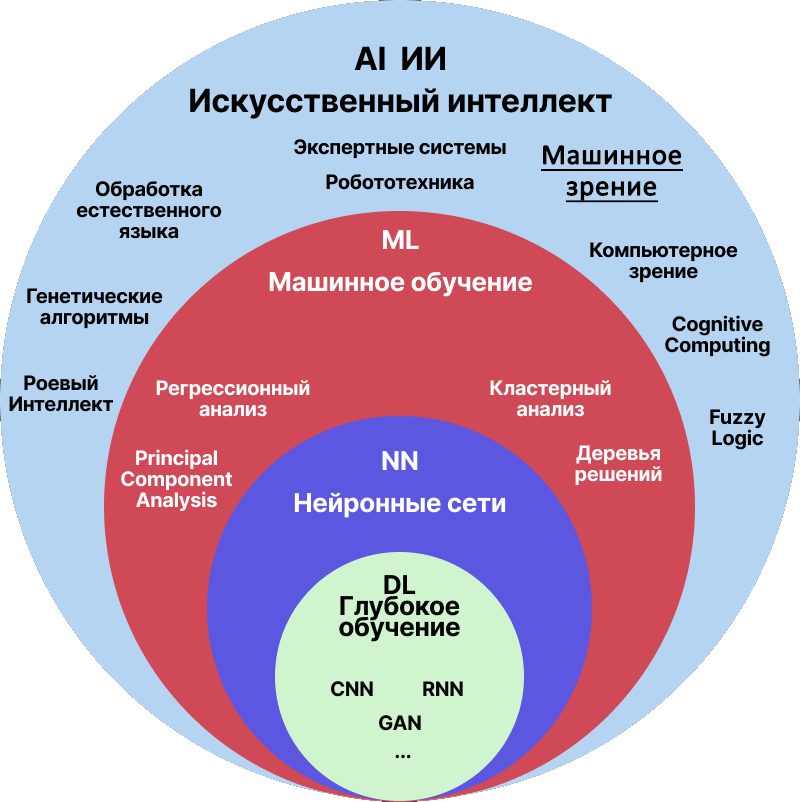 AI ИИ
Искусственный интеллект
Экспертные системы
Робототехника
Машинное
зрение
Обработка
естественного
языка
Компьютерное
зрение
Генетические
алгоритмы
Cognitive
Computing
Роевый
Интеллект
Fuzzy
Logic
ML
Машинное обучение
Регрессионный
анализ
Кластерный
анализ
Principal
Component
Analysis
Деревья
решений
NN
Нейронные сети
DL
Глубокое
обучение
CNN RNN
GAN
...